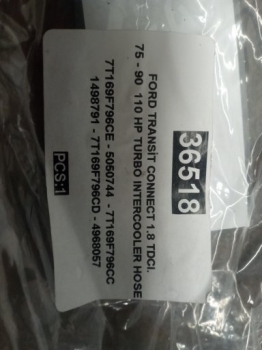 36518
FORD TRANSİT CONNECT 1.8 TDCI.
75 - 90 110 HP TURBO INTERCOOLER HOSE
7T169F796CE - 5050744 - 7T169F796CC
1498791 - 7T169F796CD - 4968057
PCS:1